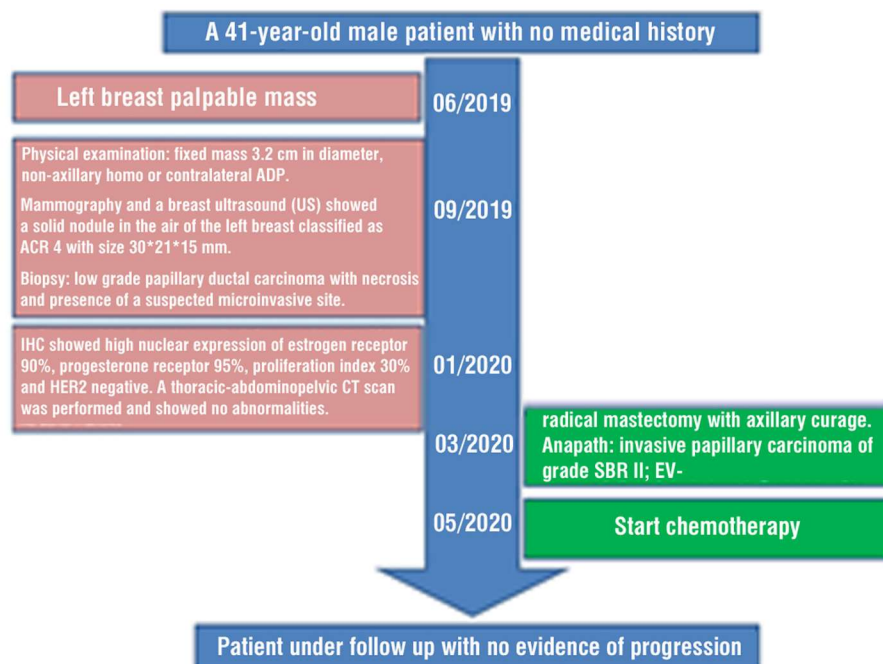 A 41-year-old male patient with no medical history
Left breast palpable mass
06/2019
Physical examination: fixed mass 3.2 cm in diameter,
non-axillary homo or contralateral ADP.
Mammography and a breast ultrasound (US) showed
a solid nodule in the air of the left breast classified as
ACR 4 with size 30*21*15 mm.
Biopsy: low grade papillary ductal carcinoma with necrosis
and presence of a suspected microinvasive site.
09/2019
IHC showed high nuclear expression of estrogen receptor
90%, progesterone receptor 95%, proliferation index 30%
and HER2 negative. A thoracic-abdominopelvic CT scan
was performed and showed no abnormalities.
01/2020
03/2020
radical mastectomy with axillary curage.
Anapath: invasive papillary carcinoma of
grade SBR II; EV-
05/2020
Start chemotherapy
Patient under follow up with no evidence of progression